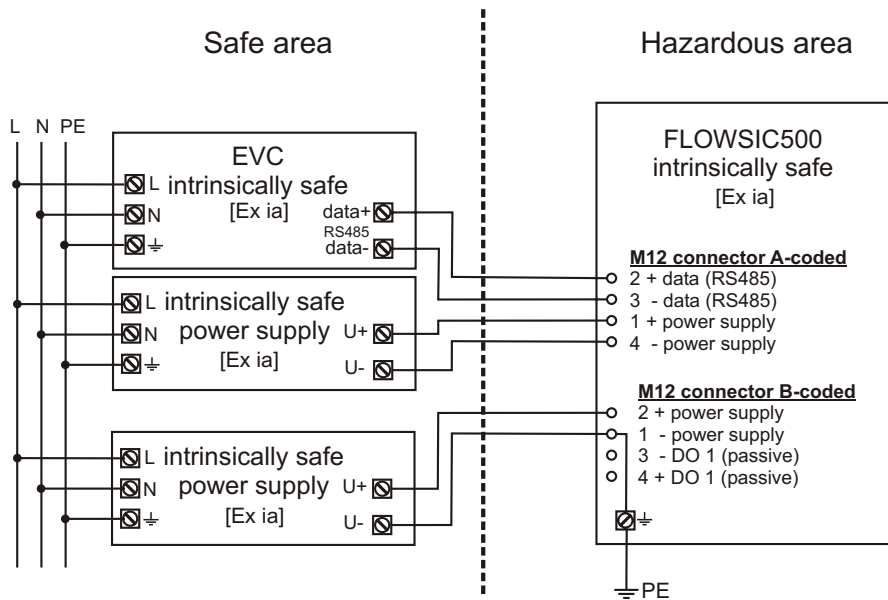 Safe area
Hazardous area
L N PE
EVC
intrinsically safe
[Ex ia]
L
N
data+
RS485
data-
intrinsically safe
power supply
[Ex ia]
L
N
U+
U-
intrinsically safe
power supply
[Ex ia]
L
N
U+
U-
FLOWSIC500
intrinsically safe
[Ex ia]
M12 connector A-coded
2 + data (RS485)
3 - data (RS485)
1 + power supply
4 - power supply
M12 connector B-coded
2 + power supply
1 - power supply
3 - DO 1 (passive)
4 + DO 1 (passive)
PE